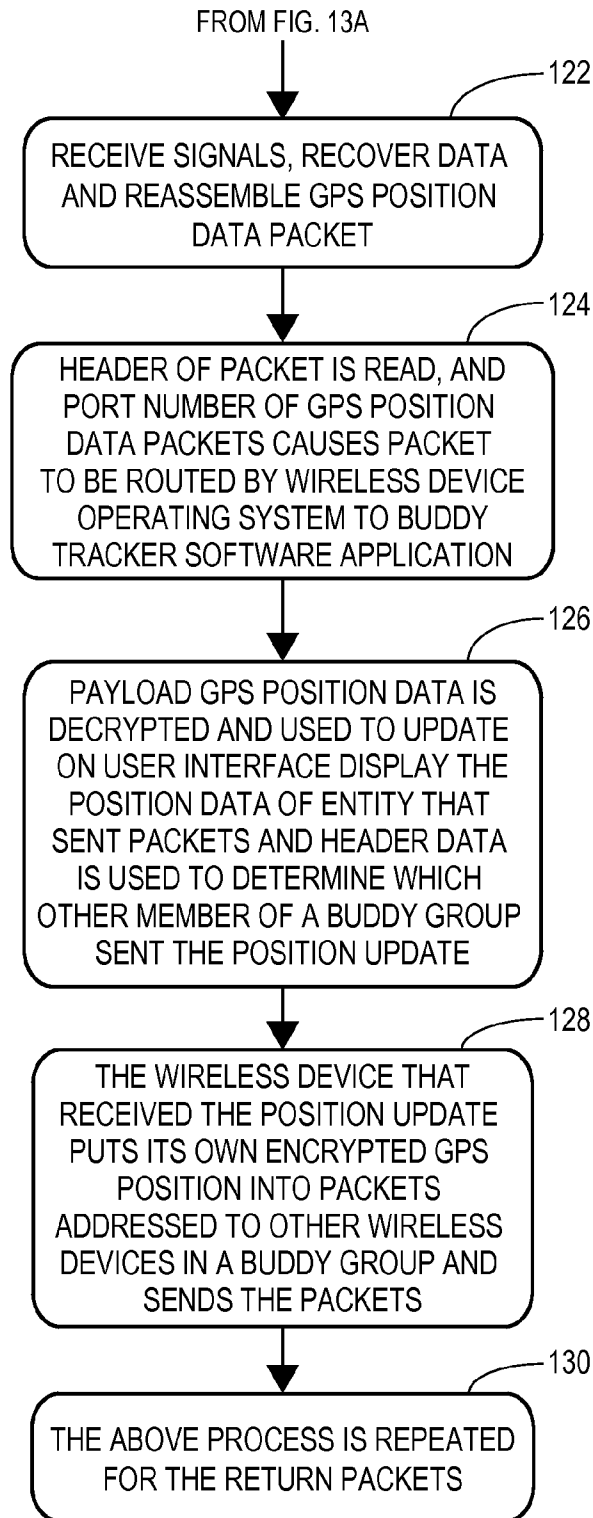 FROM FIG. 13A
122
RECEIVE SIGNALS, RECOVER DATA
AND REASSEMBLE GPS POSITION
DATA PACKET
124
HEADER OF PACKET IS READ, AND
PORT NUMBER OF GPS POSITION
DATA PACKETS CAUSES PACKET
TO BE ROUTED BY WIRELESS DEVICE
OPERATING SYSTEM TO BUDDY
TRACKER SOFTWARE APPLICATION
126
PAYLOAD GPS POSITION DATA IS
DECRYPTED AND USED TO UPDATE
ON USER INTERFACE DISPLAY THE
POSITION DATA OF ENTITY THAT
SENT PACKETS AND HEADER DATA
IS USED TO DETERMINE WHICH
OTHER MEMBER OF A BUDDY GROUP
SENT THE POSITION UPDATE
128
THE WIRELESS DEVICE THAT
RECEIVED THE POSITION UPDATE
PUTS ITS OWN ENCRYPTED GPS
POSITION INTO PACKETS
ADDRESSED TO OTHER WIRELESS
DEVICES IN A BUDDY GROUP AND
SENDS THE PACKETS
130
THE ABOVE PROCESS IS REPEATED
FOR THE RETURN PACKETS